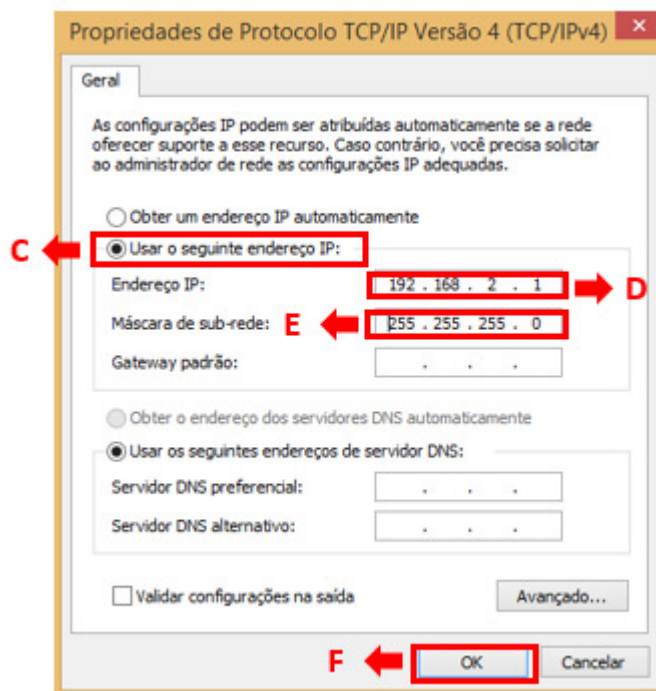 Propriedades de Protocolo TCP/IP Versão 4 (TCP/IPv4)
Geral
As configurações IP podem ser atribuídas automaticamente se a rede
oferecer suporte a esse recurso. Caso contrário, você precisa solicitar
ao administrador de rede as configurações IP adequadas.
Obter um endereço IP automaticamente
C Usar o seguinte endereço IP:
Endereço IP: 192 . 168 . 2 . 1 D
Máscara de sub-rede: E 255 . 255 . 255 . 0
Gateway padrão: . . .
Obter o endereço dos servidores DNS automaticamente
Usar os seguintes endereços de servidor DNS:
Servidor DNS preferencial: . . .
Servidor DNS alternativo: . . .
Validar configurações na saída Avançado...
F OK Cancelar